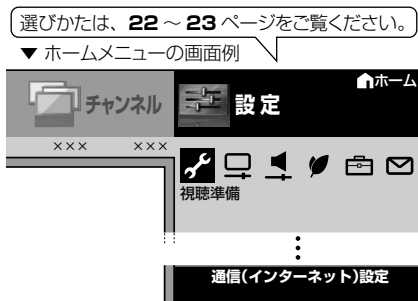 選びかたは、22～23ページをご覧ください。
▼ ホームメニューの画面例
ホーム
チャンネル
設定
××× ×××
視聴準備
通信(インターネット)設定